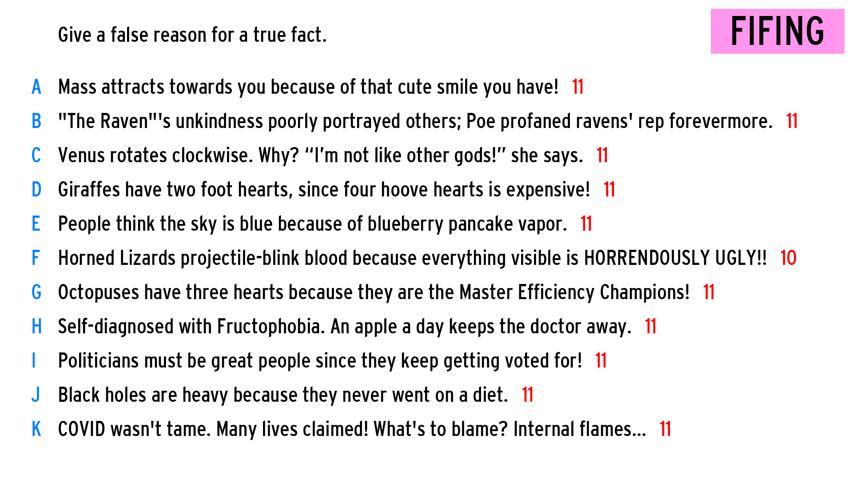 Give a false reason for a true fact.
FIFING
A Mass attracts towards you because of that cute smile you have! 11
B "The Raven"'s unkindness poorly portrayed others; Poe profaned ravens' rep forevermore. 11
C Venus rotates clockwise. Why? “I’m not like other gods!” she says. 11
D Giraffes have two foot hearts, since four hoove hearts is expensive! 11
E People think the sky is blue because of blueberry pancake vapor. 11
F Horned Lizards projectile-blink blood because everything visible is HORRENDOUSLY UGLY!! 10
G Octopuses have three hearts because they are the Master Efficiency Champions! 11
H Self-diagnosed with Fructophobia. An apple a day keeps the doctor away. 11
I Politicians must be great people since they keep getting voted for! 11
J Black holes are heavy because they never went on a diet. 11
K COVID wasn't tame. Many lives claimed! What's to blame? Internal flames... 11